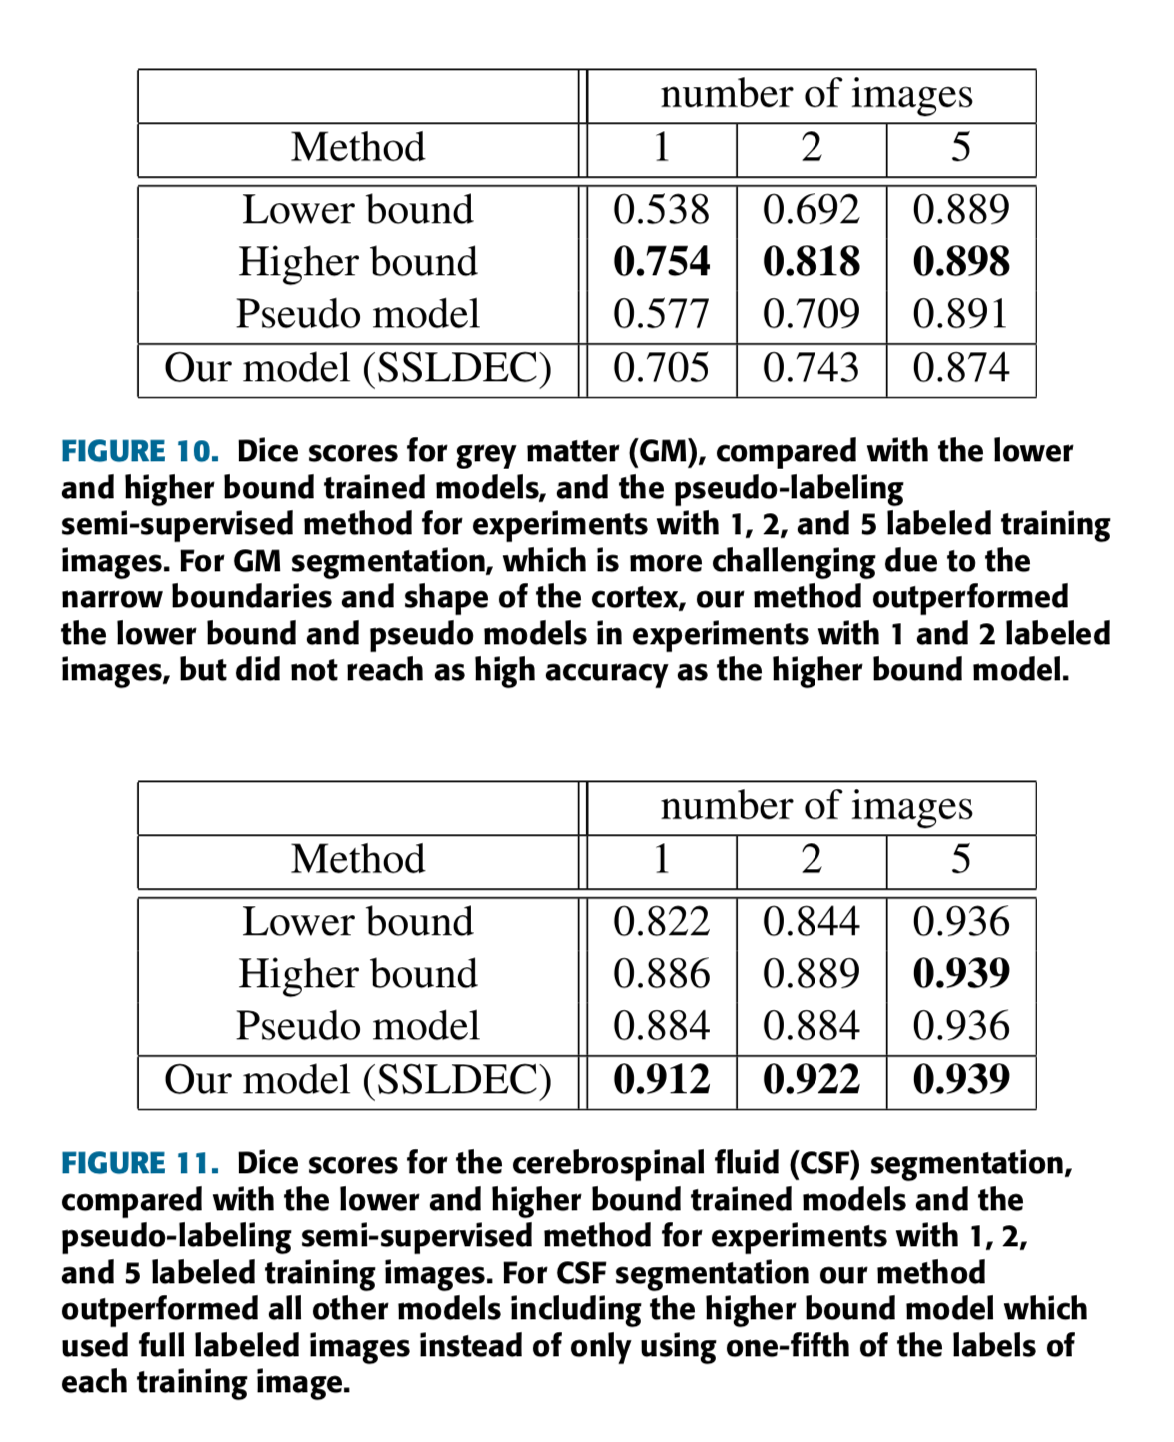 number of images
Method 1 2 5
Lower bound 0.538 0.692 0.889
Higher bound 0.754 0.818 0.898
Pseudo model 0.577 0.709 0.891
Our model (SSLDEC) 0.705 0.743 0.874
FIGURE 10. Dice scores for grey matter (GM), compared with the lower
and higher bound trained models, and the pseudo-labeling
semi-supervised method for experiments with 1, 2, and 5 labeled training
images. For GM segmentation, which is more challenging due to the
narrow boundaries and shape of the cortex, our method outperformed
the lower bound and pseudo models in experiments with 1 and 2 labeled
images, but did not reach as high accuracy as the higher bound model.
number of images
Method 1 2 5
Lower bound 0.822 0.844 0.936
Higher bound 0.886 0.889 0.939
Pseudo model 0.884 0.884 0.936
Our model (SSLDEC) 0.912 0.922 0.939
FIGURE 11. Dice scores for the cerebrospinal fluid (CSF) segmentation,
compared with the lower and higher bound trained models and the
pseudo-labeling semi-supervised method for experiments with 1, 2,
and 5 labeled training images. For CSF segmentation our method
outperformed all other models including the higher bound model which
used full labeled images instead of only using one-fifth of the labels of
each training image.